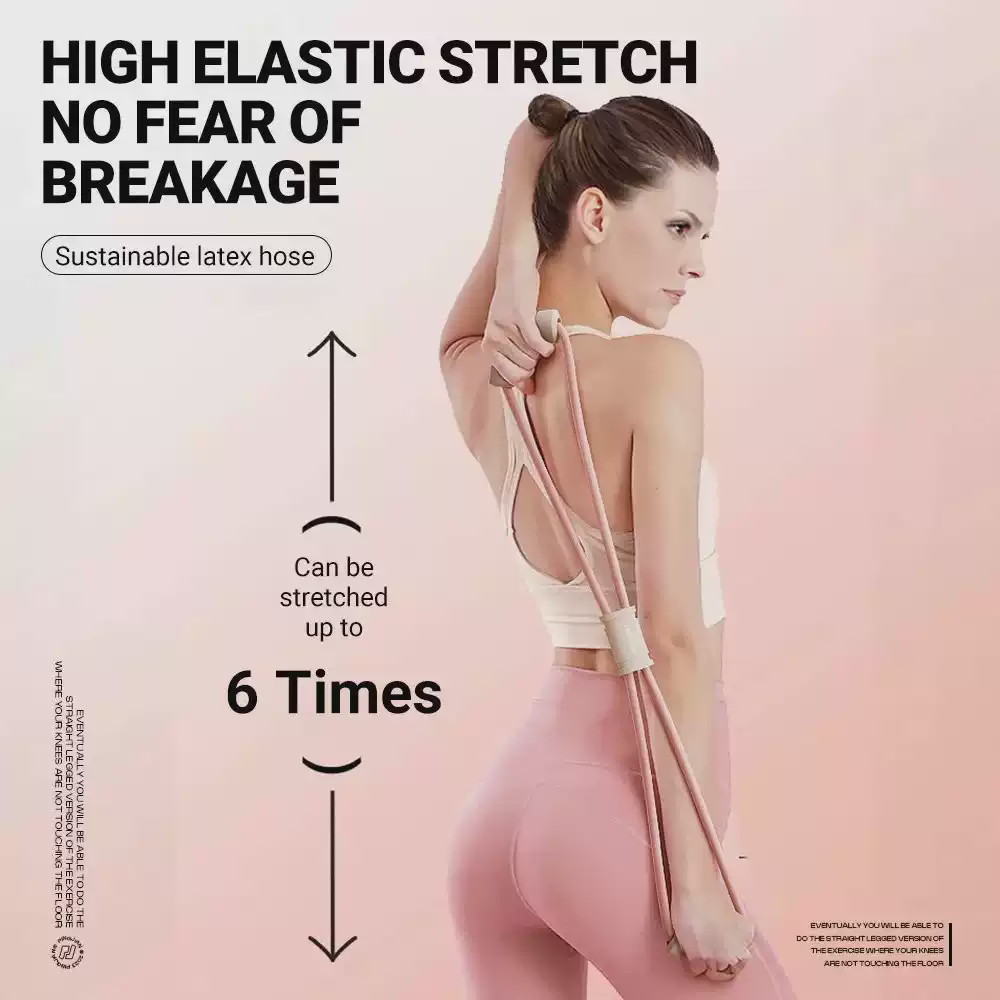 HIGH ELASTIC STRETCH
NO FEAR OF
BREAKAGE
Sustainable latex hose
Can be
stretched
up to
6 Times
EVENTUALLY YOU WILL BE ABLE TO DO THE
STRAIGHT LEGGED VERSION OF THE EXERCISE
WHERE YOUR KNEES ARE NOT TOUCHING THE FLOOR
EVENTUALLY YOU WILL BE ABLE TO
DO THE STRAIGHT LEGGED VERSION OF
THE EXERCISE WHERE YOUR KNEES
ARE NOT TOUCHING THE FLOOR